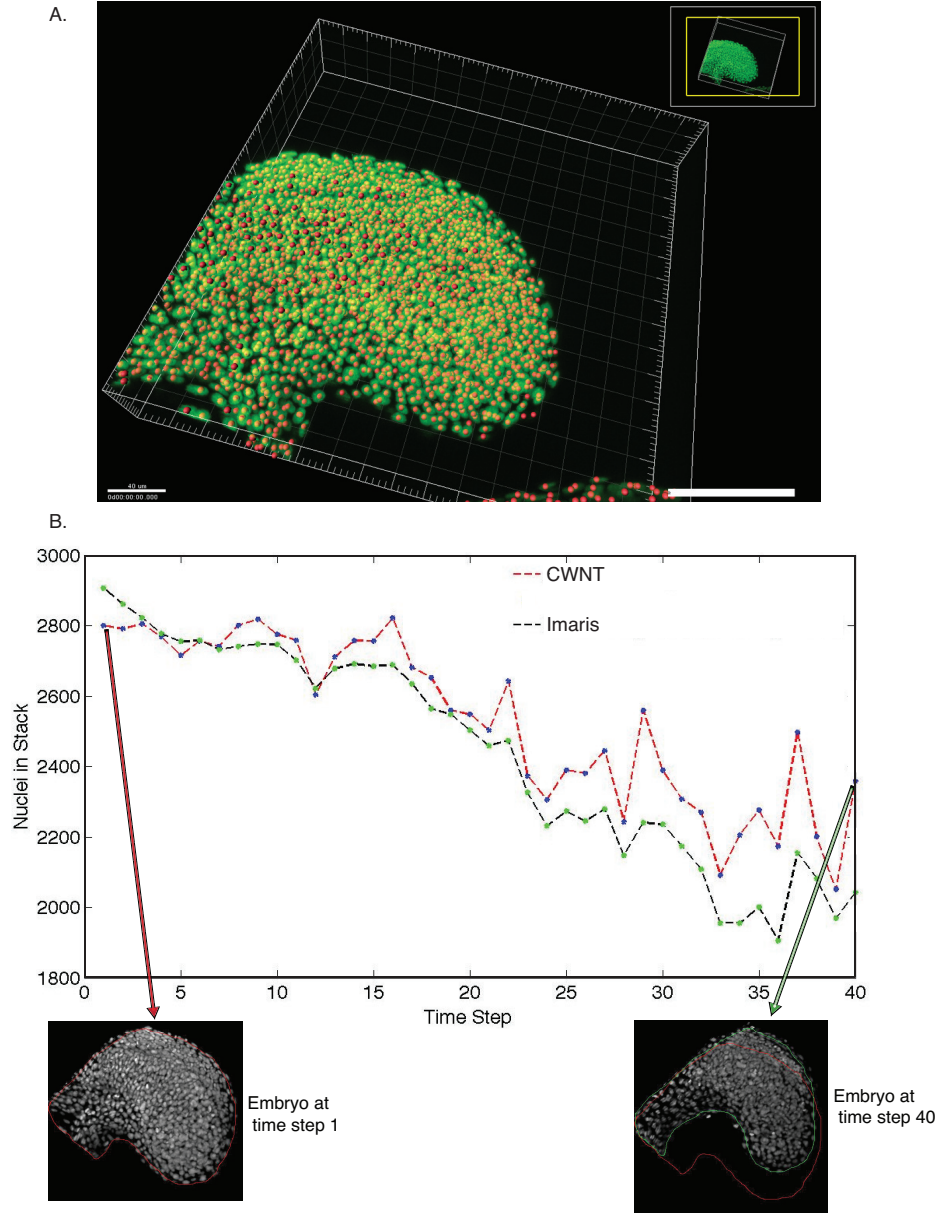 A.
40 um
0d00:00:00.000
B.
3000
2800
2600
2400
2200
2000
1800
Nuclei in Stack
CWNT
Imaris
0 5 10 15 20 25 30 35 40
Time Step
Embryo at
time step 1
Embryo at
time step 40